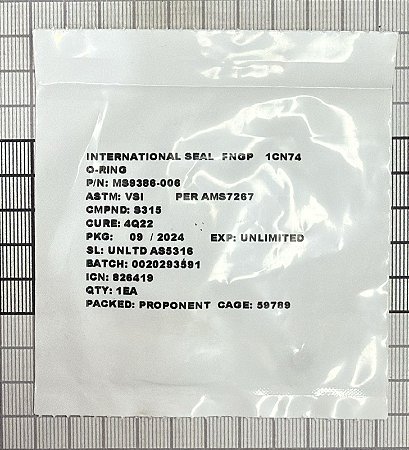 INTERNATIONAL SEAL FNGP 1CN74
O-RING
P/N: MS9386-006
ASTM: VSI PER AMS7267
CMPND: S315
CURE: 4Q22
PKG: 09 / 2024 EXP: UNLIMITED
SL: UNLTD AS5316
BATCH: 0020293591
ICN: 826419
QTY: 1EA
PACKED: PROPONENT CAGE: 59789